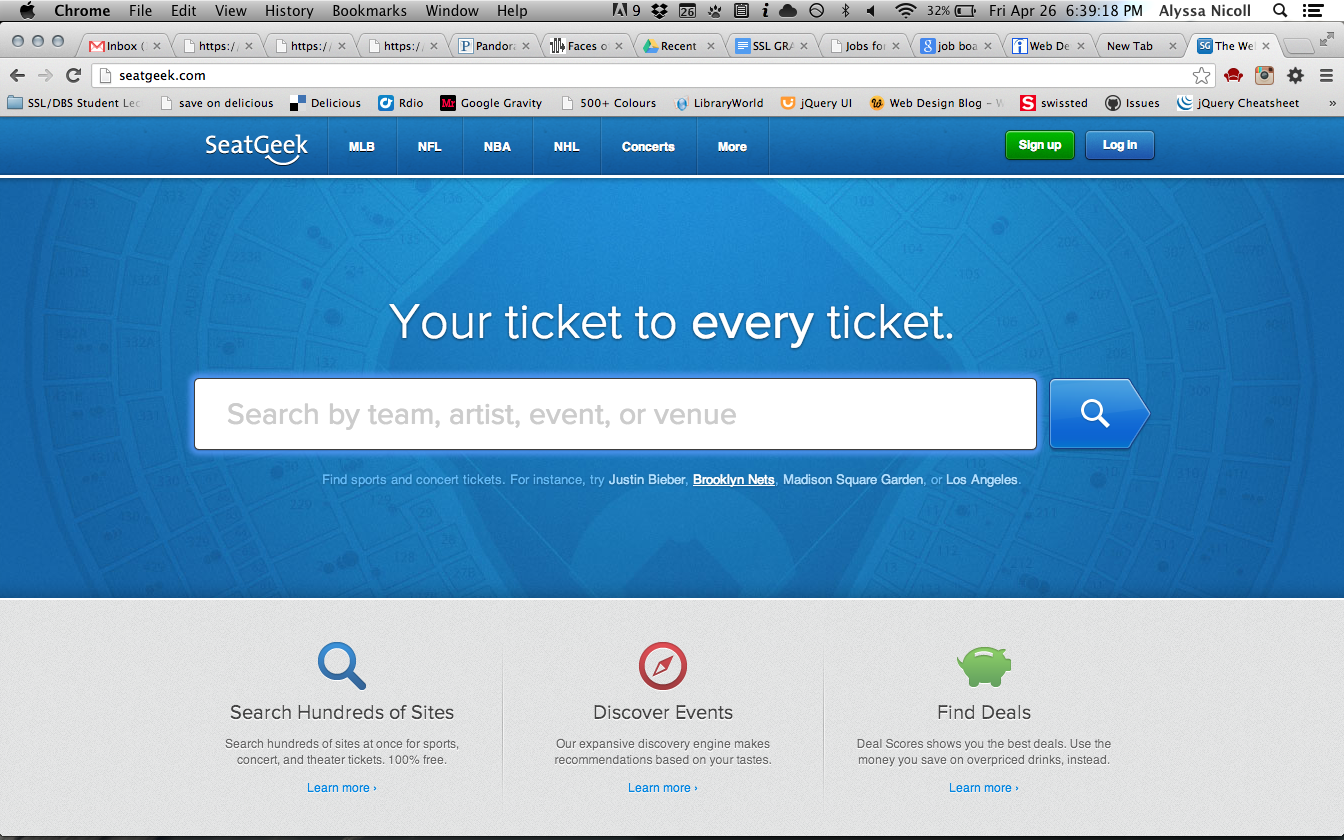 Chrome File Edit View History Bookmarks Window Help 9 26 32% Fri Apr 26 6:39:18 PM Alyssa Nicoll
Inbox ( https:/ https:/ https:/ Pandora Faces o Recent SSL GRA Jobs for job boa Web De New Tab The We
seatgeek.com
SSL/DBS Student Lec save on delicious Delicious Rdio Google Gravity 500+ Colours LibraryWorld jQuery UI Web Design Blog – swissted Issues jQuery Cheatsheet »
SeatGeek MLB NFL NBA NHL Concerts More Sign up Log in
Your ticket to every ticket.
Search by team, artist, event, or venue
Find sports and concert tickets. For instance, try Justin Bieber, Brooklyn Nets, Madison Square Garden, or Los Angeles.
Search Hundreds of Sites
Search hundreds of sites at once for sports,
concert, and theater tickets. 100% free.
Learn more ›
Discover Events
Our expansive discovery engine makes
recommendations based on your tastes.
Learn more ›
Find Deals
Deal Scores shows you the best deals. Use the
money you save on overpriced drinks, instead.
Learn more ›